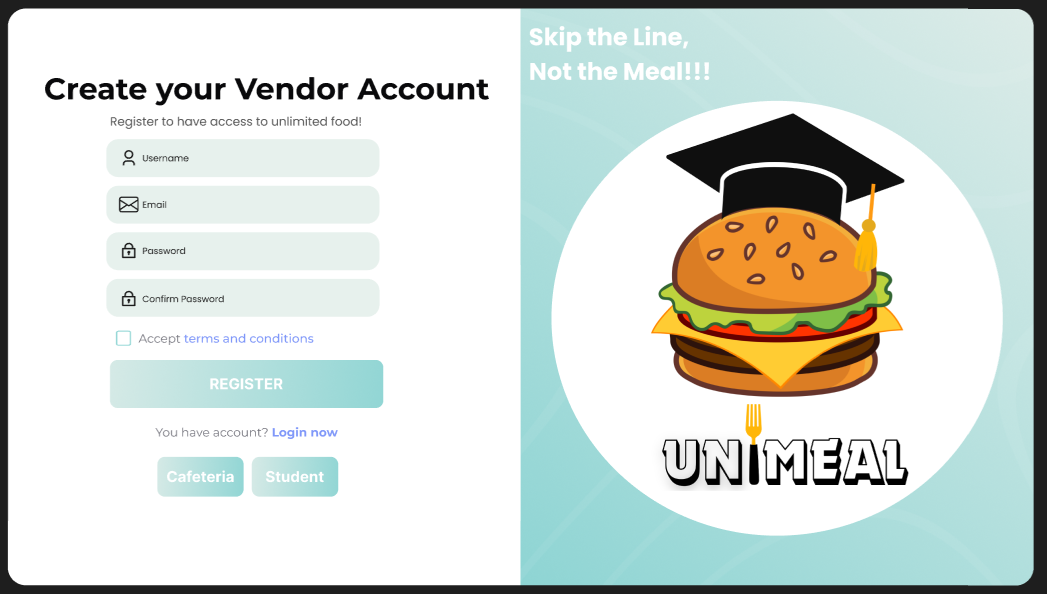 Create your Vendor Account
Register to have access to unlimited food!
Username
Email
Password
Confirm Password
Accept terms and conditions
REGISTER
You have account? Login now
Cafeteria
Student
Skip the Line,
Not the Meal!!!
UNIMEAL